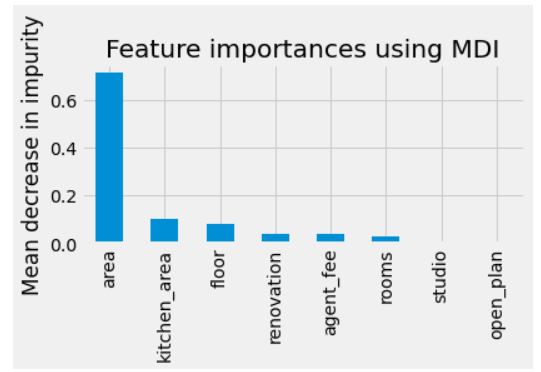 Feature importances using MDI
Mean decrease in impurity
0.6
0.4
0.2
0.0
area
kitchen_area
floor
renovation
agent_fee
rooms
studio
open_plan